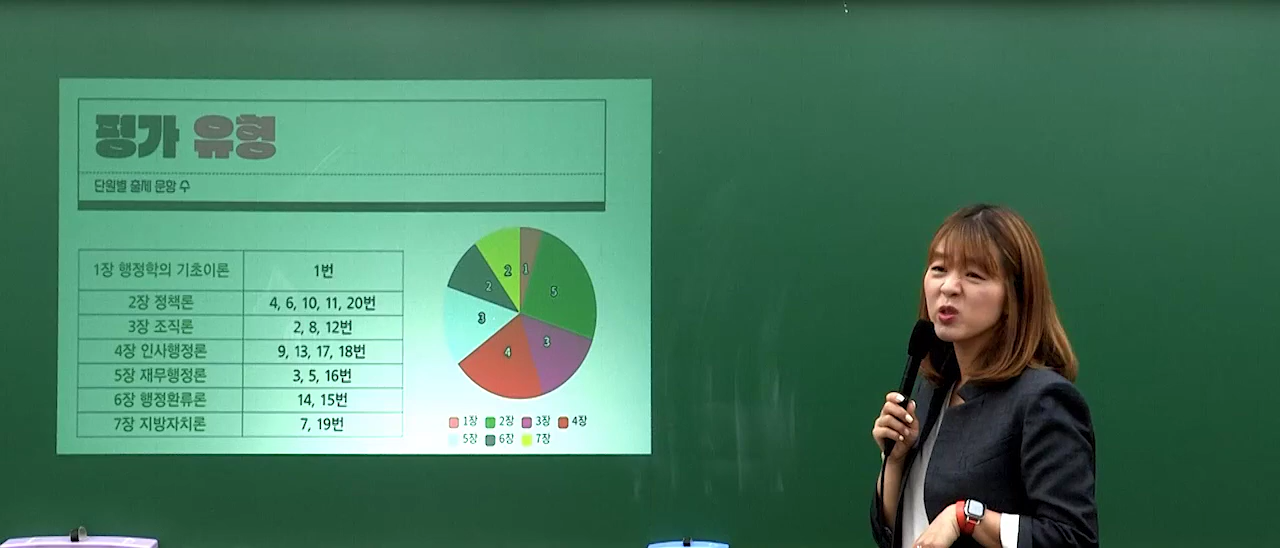 평가 유형
단원별 출제 문항 수
1장 행정학의 기초이론 1번
2장 정책론 4, 6, 10, 11, 20번
3장 조직론 2, 8, 12번
4장 인사행정론 9, 13, 17, 18번
5장 재무행정론 3, 5, 16번
6장 행정환류론 14, 15번
7장 지방자치론 7, 19번
2 1
2 5
3
3
4
1장 2장 3장 4장
5장 6장 7장